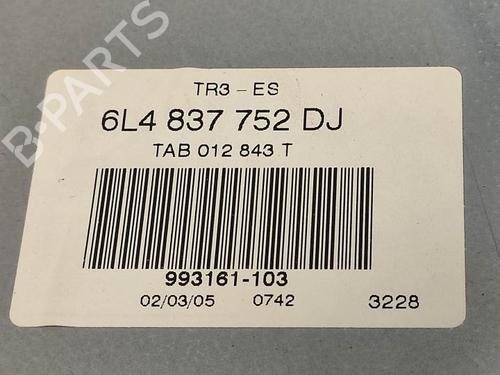 B-PARTS
TR3-ES
6L4 837 752 DJ
TAB 012 843 T
993161-103
02/03/05 0742 3228